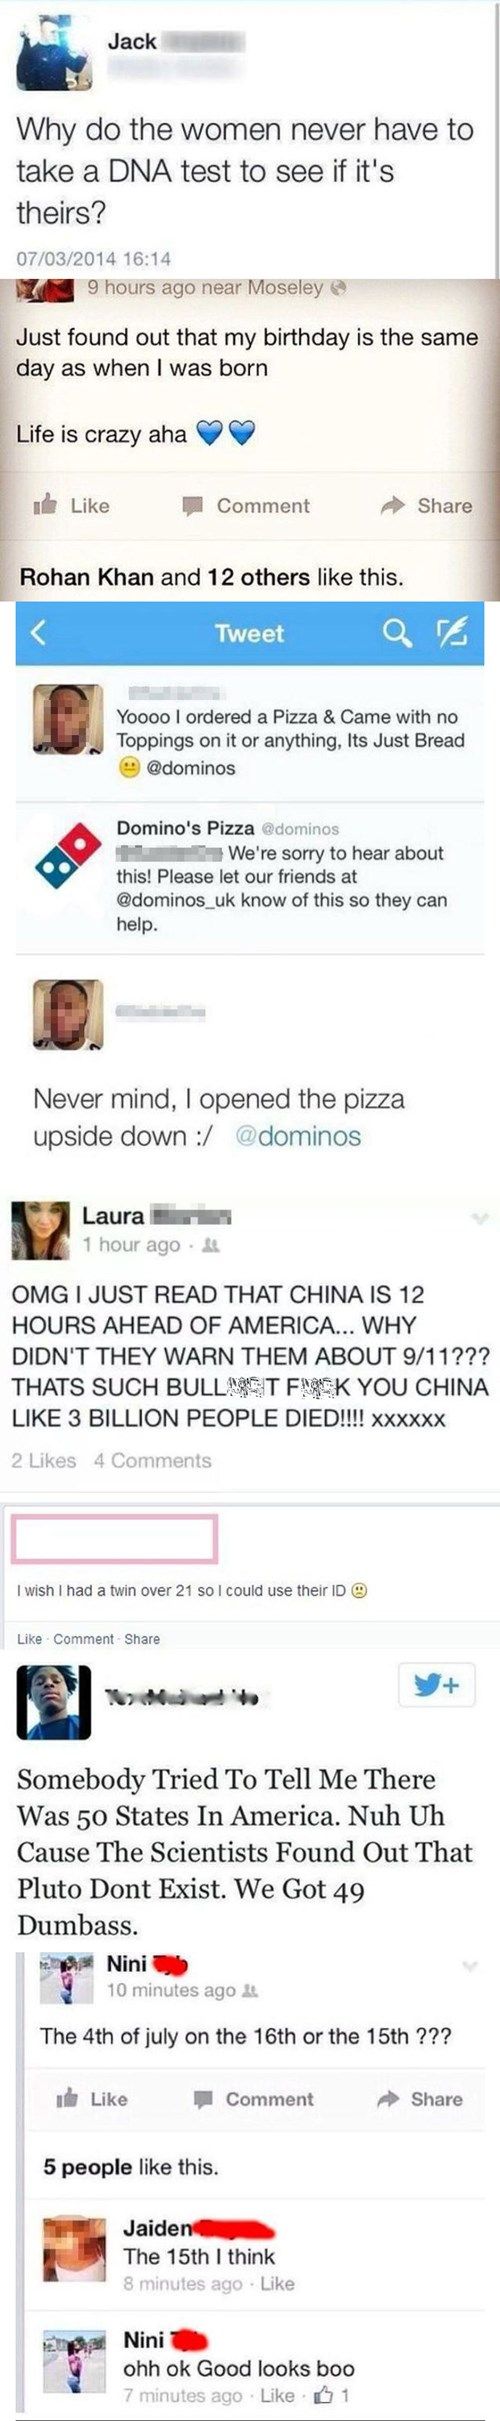 Jack
Why do the women never have to
take a DNA test to see if it's
theirs?
07/03/2014 16:14
9 hours ago near Moseley
Just found out that my birthday is the same
day as when I was born
Life is crazy aha 💙 💙
Like Comment Share
Rohan Khan and 12 others like this.
Tweet
Yoooo I ordered a Pizza & Came with no
Toppings on it or anything, Its Just Bread
😐 @dominos
Domino's Pizza @dominos
We're sorry to hear about
this! Please let our friends at
@dominos_uk know of this so they can
help.
Never mind, I opened the pizza
upside down :/ @dominos
Laura
1 hour ago ·
OMG I JUST READ THAT CHINA IS 12
HOURS AHEAD OF AMERICA... WHY
DIDN'T THEY WARN THEM ABOUT 9/11???
THATS SUCH BULL T F K YOU CHINA
LIKE 3 BILLION PEOPLE DIED!!!! xxxxxx
2 Likes 4 Comments
I wish I had a twin over 21 so I could use their ID 🙁
Like · Comment · Share
Somebody Tried To Tell Me There
Was 50 States In America. Nuh Uh
Cause The Scientists Found Out That
Pluto Dont Exist. We Got 49
Dumbass.
Nini
10 minutes ago
The 4th of july on the 16th or the 15th ???
Like Comment Share
5 people like this.
Jaiden
The 15th I think
8 minutes ago · Like
Nini
ohh ok Good looks boo
7 minutes ago · Like · 1